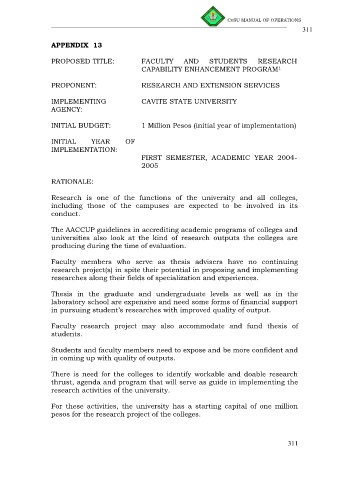 CvSU MANUAL OF OPERATIONS
311
APPENDIX 13
PROPOSED TITLE: FACULTY AND STUDENTS RESEARCH
CAPABILITY ENHANCEMENT PROGRAM¹
PROPONENT: RESEARCH AND EXTENSION SERVICES
IMPLEMENTING CAVITE STATE UNIVERSITY
AGENCY:
INITIAL BUDGET: 1 Million Pesos (initial year of implementation)
INITIAL YEAR OF
IMPLEMENTATION:
FIRST SEMESTER, ACADEMIC YEAR 2004-
2005
RATIONALE:
Research is one of the functions of the university and all colleges,
including those of the campuses are expected to be involved in its
conduct.
The AACCUP guidelines in accrediting academic programs of colleges and
universities also look at the kind of research outputs the colleges are
producing during the time of evaluation.
Faculty members who serve as thesis advisers have no continuing
research project(s) in spite their potential in proposing and implementing
researches along their fields of specialization and experiences.
Thesis in the graduate and undergraduate levels as well as in the
laboratory school are expensive and need some forms of financial support
in pursuing student's researches with improved quality of output.
Faculty research project may also accommodate and fund thesis of
students.
Students and faculty members need to expose and be more confident and
in coming up with quality of outputs.
There is need for the colleges to identify workable and doable research
thrust, agenda and program that will serve as guide in implementing the
research activities of the university.
For these activities, the university has a starting capital of one million
pesos for the research project of the colleges.
311